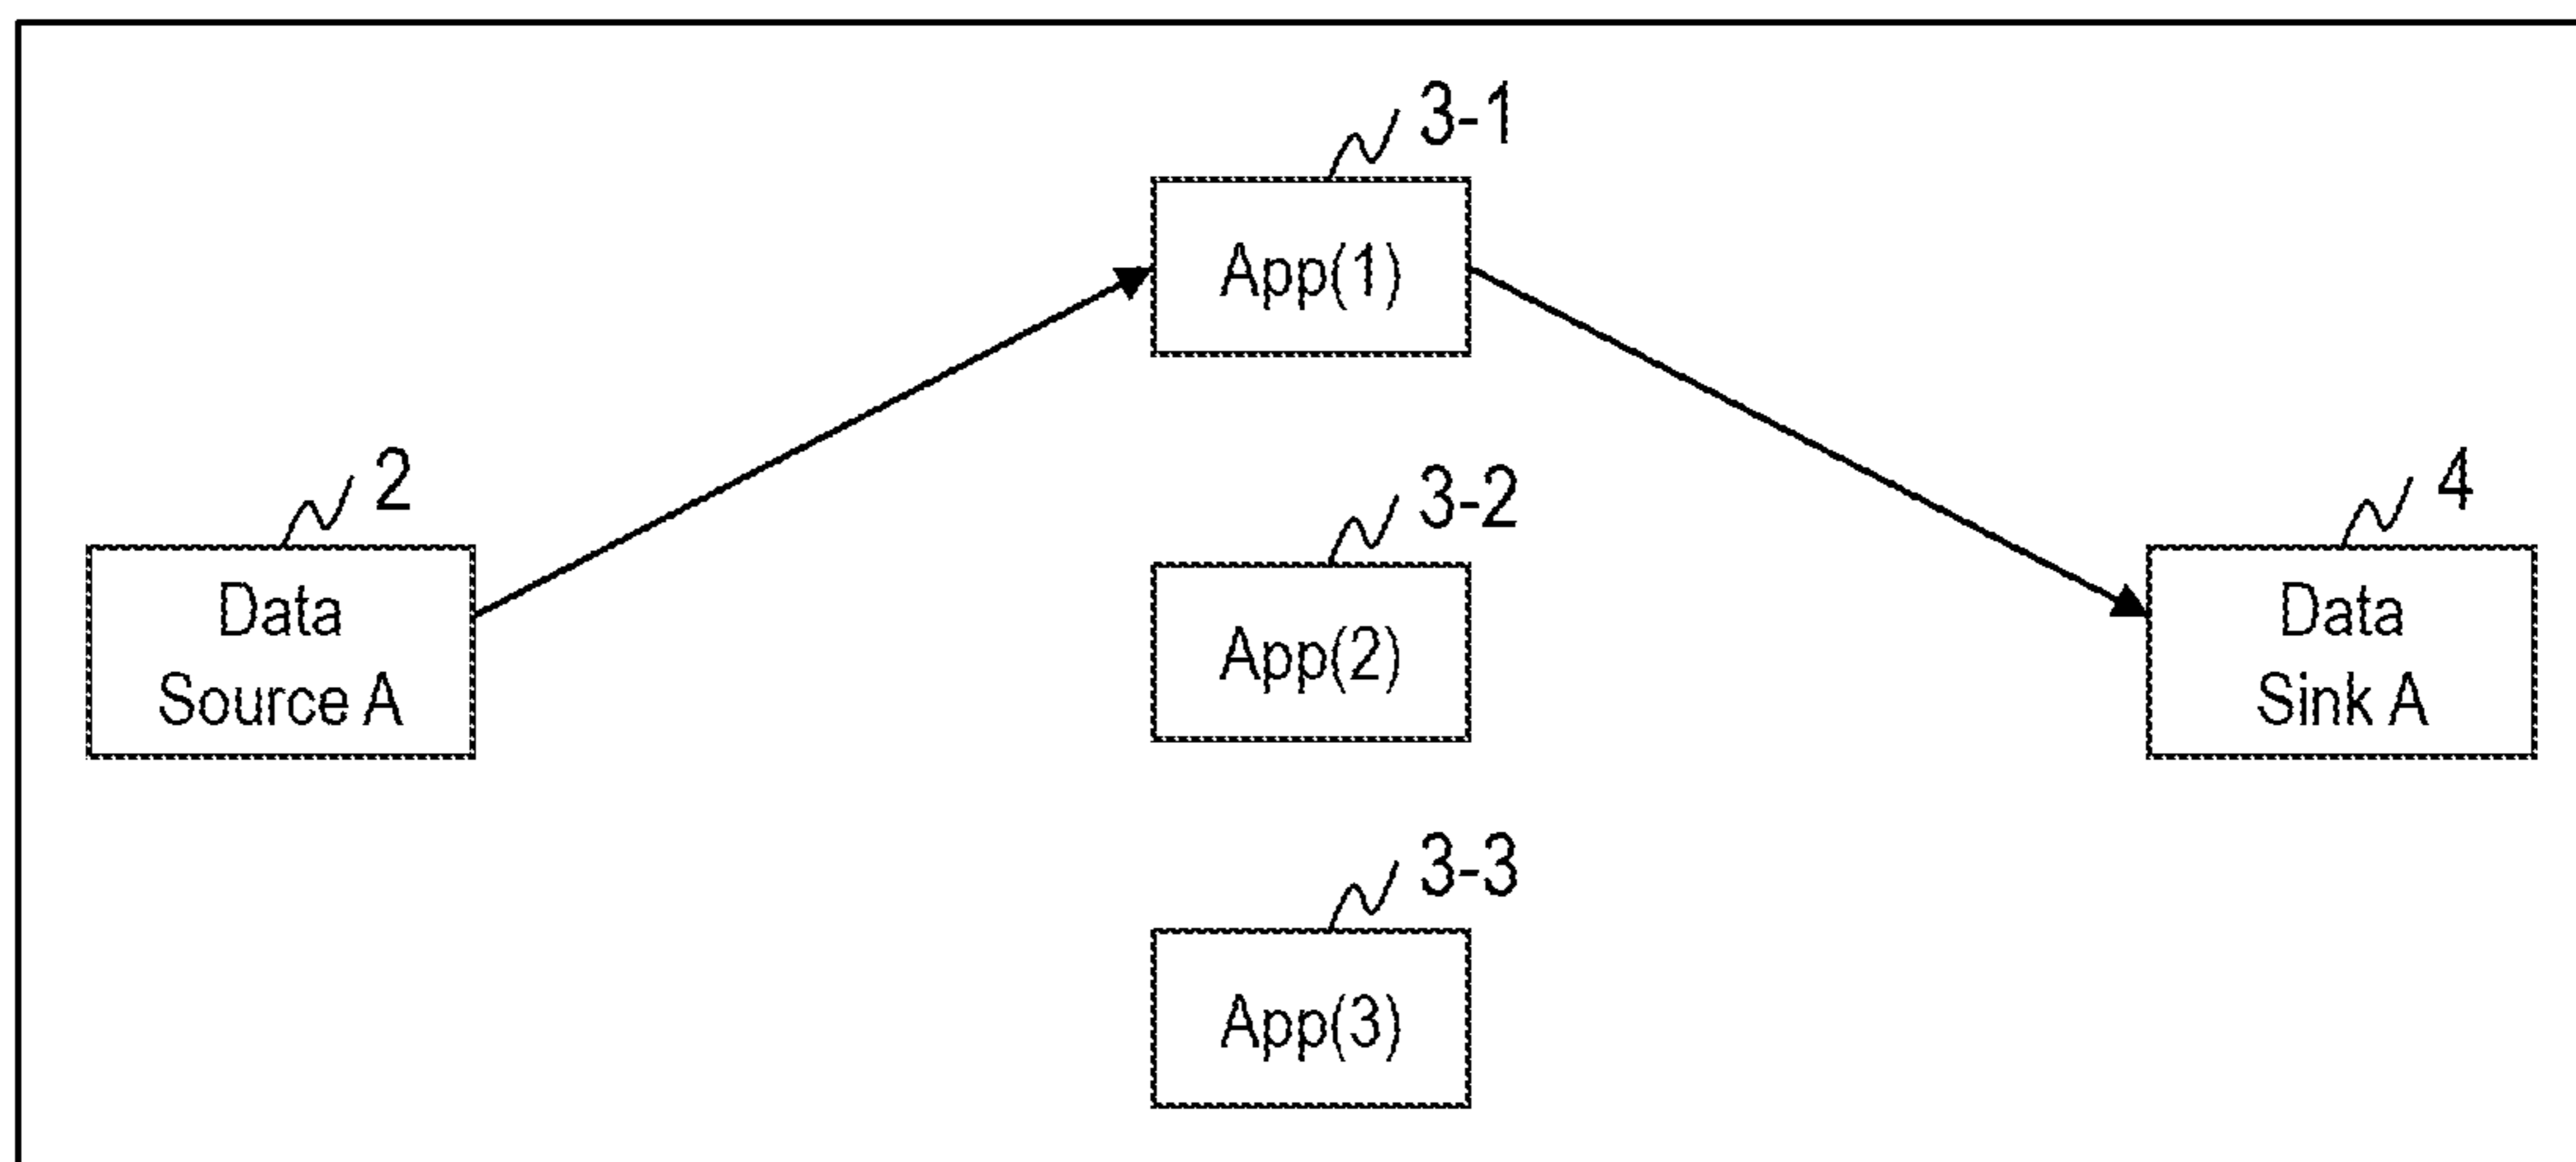 3-1
App(1)
2
Data
Source A
3-2
App(2)
4
Data
Sink A
3-3
App(3)